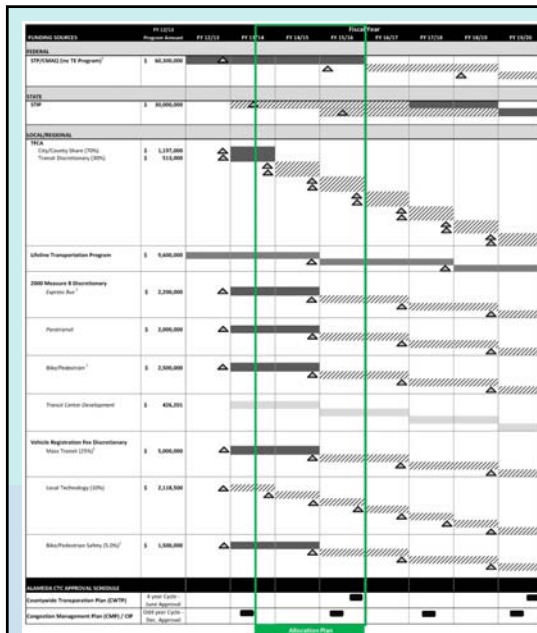 FY 12/13 Fiscal Year
FUNDING SOURCES Program Amount FY 12/13 FY 13/14 FY 14/15 FY 15/16 FY 16/17 FY 17/18 FY 18/19 FY 19/20
FEDERAL
STP/CMAQ (inc TE Program)¹ $ 60,300,000
STATE
STIP $ 30,000,000
LOCAL/REGIONAL
TFCA
City/County Share (70%) $ 1,197,000
Transit Discretionary (30%) $ 513,000
Lifeline Transportation Program $ 9,600,000
2000 Measure B Discretionary
Express Bus $ 2,200,000
Paratransit $ 2,000,000
Bike/Pedestrian $ 2,500,000
Transit Center Development $
Vehicle Registration Fee Discretionary
Mass Transit (25%) $ 5,000,000
Local Technology (10%) $ 2,118,500
Bike/Pedestrian Safety (5.0%) $ 1,500,000
ALAMEDA CTC APPROVAL SCHEDULE
Countywide Transporation Plan (CWTP) 4 year Cycle -
June Approval
Congestion Management Plan (CMP) / CIP Odd year Cycle -
Dec. Approval
Allocation Plan